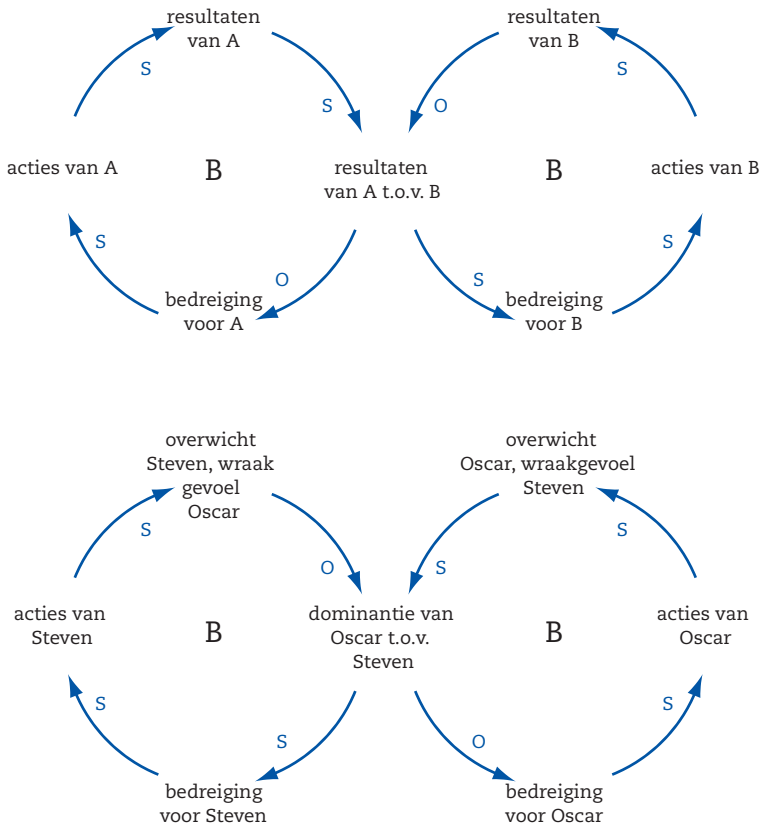 resultaten
van A
resultaten
van B
S
S
S
O
acties van A
B
resultaten
van A t.o.v. B
B
acties van B
S
O
S
S
bedreiging
voor A
bedreiging
voor B
overwicht
Steven, wraak
gevoel
Oscar
overwicht
Oscar, wraakgevoel
Steven
S
O
S
S
acties van
Steven
B
dominantie van
Oscar t.o.v.
Steven
B
acties van
Oscar
S
S
O
S
bedreiging
voor Steven
bedreiging
voor Oscar